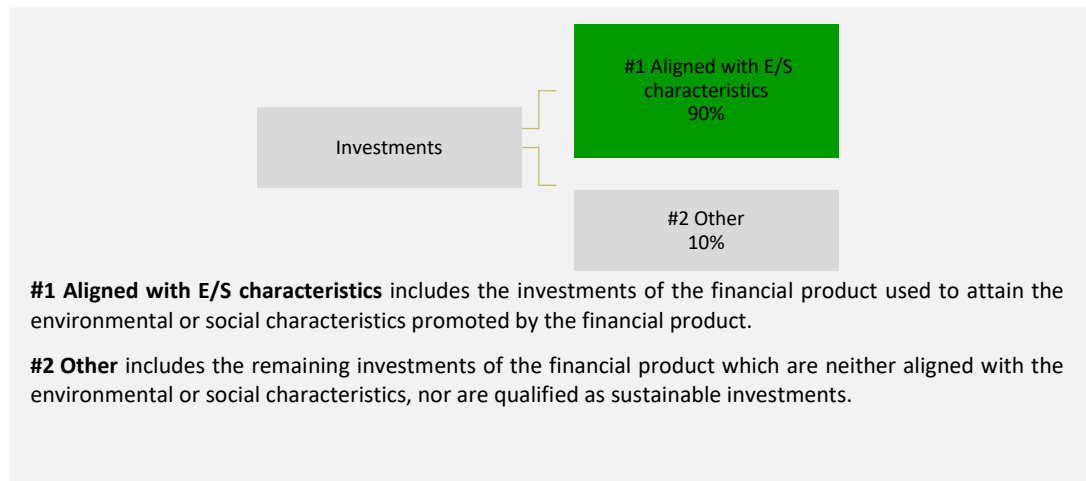 #1 Aligned with E/S
characteristics
90%
Investments
#2 Other
10%
#1 Aligned with E/S characteristics includes the investments of the financial product used to attain the
environmental or social characteristics promoted by the financial product.
#2 Other includes the remaining investments of the financial product which are neither aligned with the
environmental or social characteristics, nor are qualified as sustainable investments.